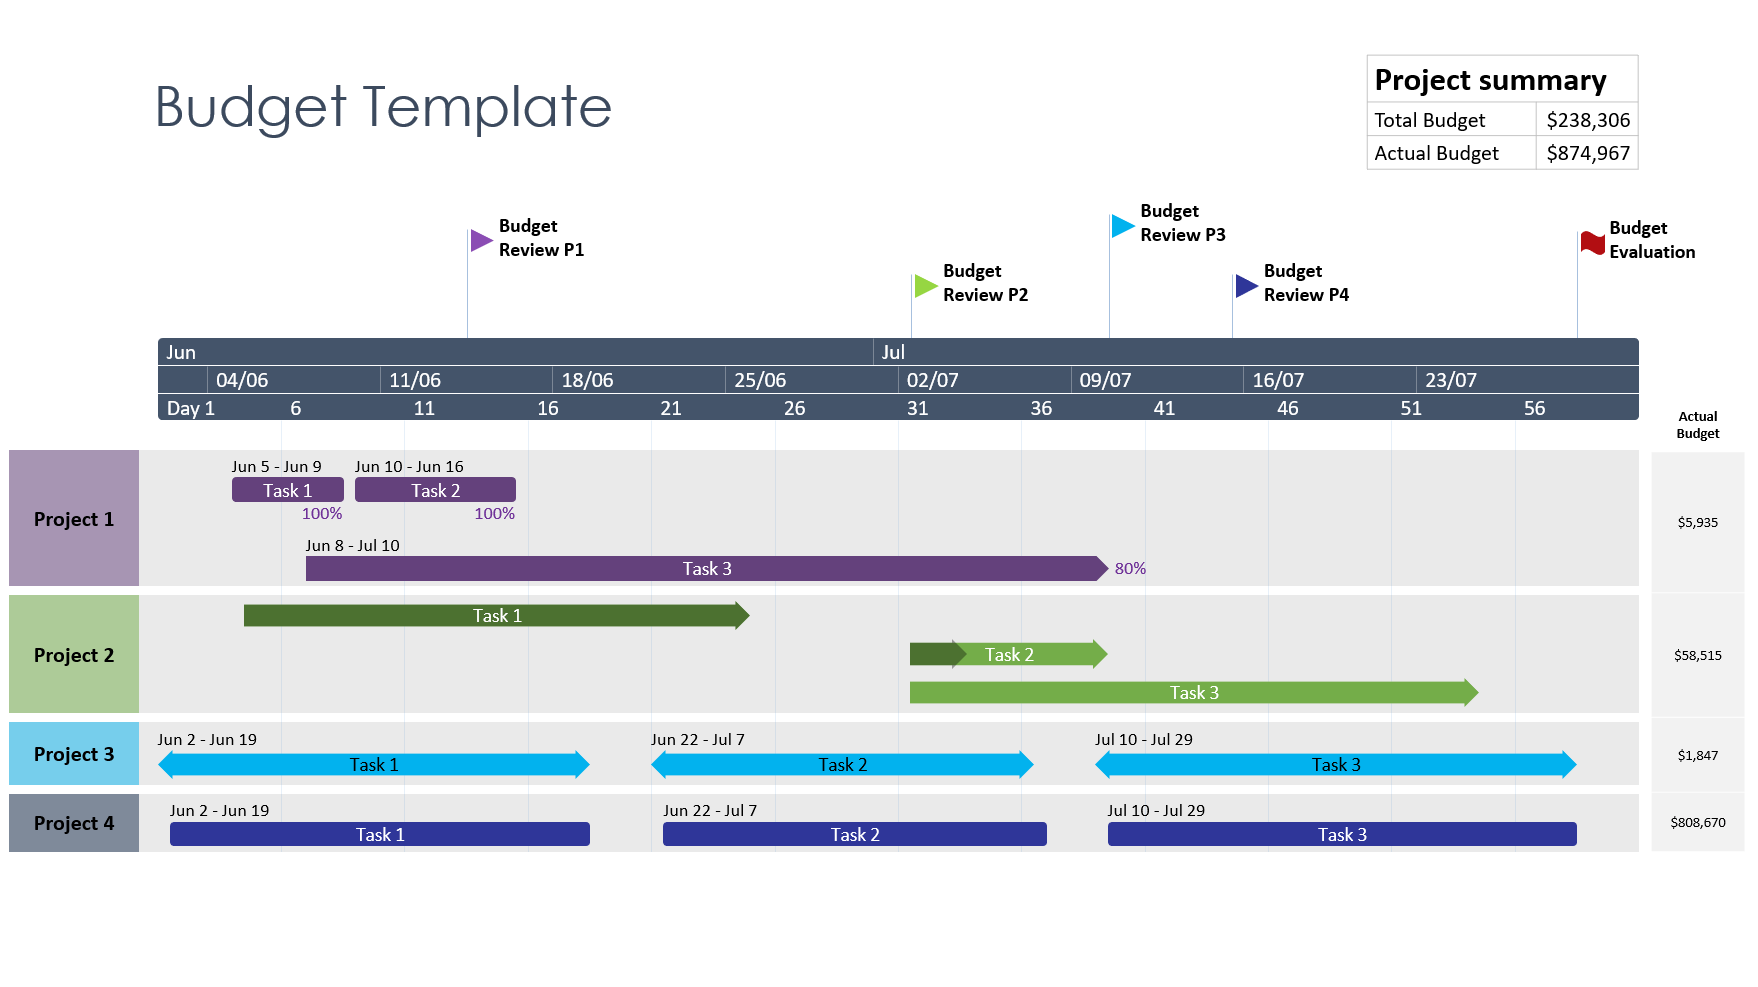 Budget Template
Project summary
Total Budget $238,306
Actual Budget $874,967
Budget
Review P1
Budget
Review P2
Budget
Review P3
Budget
Review P4
Budget
Evaluation
Jun Jul
04/06 11/06 18/06 25/06 02/07 09/07 16/07 23/07
Day 1 6 11 16 21 26 31 36 41 46 51 56
Actual
Budget
Project 1
Jun 5 - Jun 9 Jun 10 - Jun 16
Task 1 Task 2
100% 100%
Jun 8 - Jul 10
Task 3 80%
$5,935
Project 2
Task 1
Task 2
Task 3
$58,515
Project 3
Jun 2 - Jun 19 Jun 22 - Jul 7 Jul 10 - Jul 29
Task 1 Task 2 Task 3
$1,847
Project 4
Jun 2 - Jun 19 Jun 22 - Jul 7 Jul 10 - Jul 29
Task 1 Task 2 Task 3
$808,670